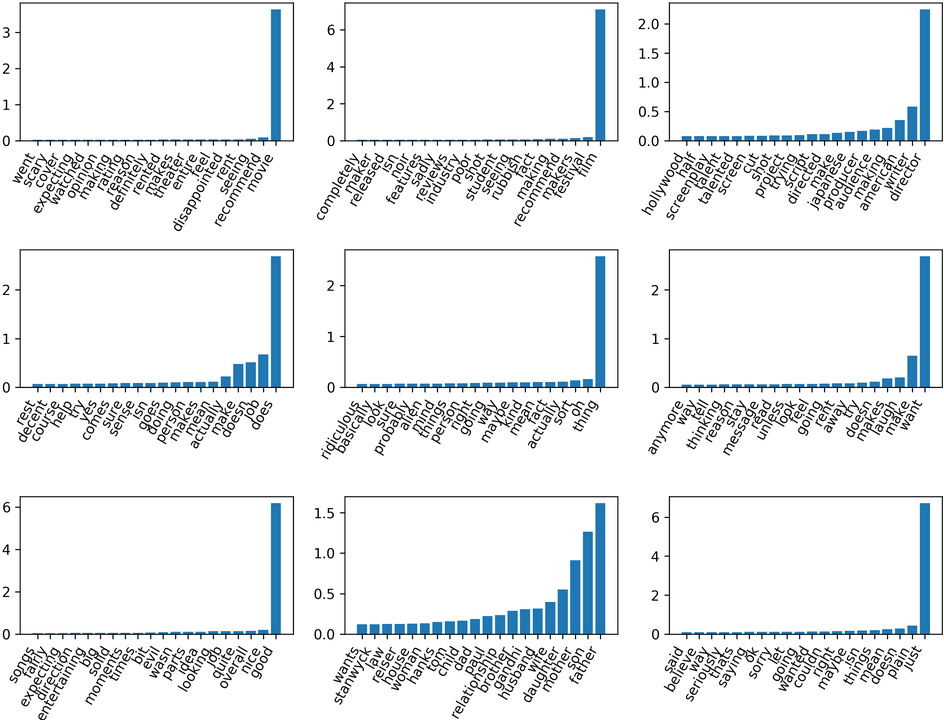 3
2
1
0
went
scary
cover
expecting
watched
opinion
making
rating
reason
definitely
rented
makes
theater
entire
feel
disappointed
rent
seeing
recommend
movie
6
4
2
0
completely
maker
released
isn
nor
features
sadly
reviews
industry
poor
shot
student
seeing
rubbish
fact
making
recommend
makers
festival
film
2.0
1.5
1.0
0.5
0.0
hollywood
half
screenplay
talent
talented
screen
cut
shot
project
trying
script
directed
make
japanese
producer
audience
making
american
writer
director
2
1
0
rest
decent
course
help
try
yes
comes
sure
sense
isn
goes
doing
person
makes
mean
actually
make
doesn
job
does
2
1
0
ridiculous
basically
look
sure
probably
aren
mind
things
person
right
going
way
maybe
kind
mean
fact
actually
sort
oh
thing
2
1
0
anymore
way
tell
thinking
reason
stay
message
read
unless
look
feel
going
rent
away
try
doesn
makes
laugh
make
want
6
4
2
0
songs
fairly
expecting
direction
entertaining
big
solid
moments
times
bit
evil
wasn
parts
idea
looking
job
quite
overall
nice
good
1.5
1.0
0.5
0.0
wants
stanwyck
law
reiser
house
woman
hanks
tom
child
dad
paul
relationship
brother
gandhi
husband
wife
daughter
mother
son
father
6
4
2
0
said
believe
way
seriously
thats
saying
ok
sorry
yet
going
wanted
couldn
right
maybe
isn
things
mean
doesn
plain
just